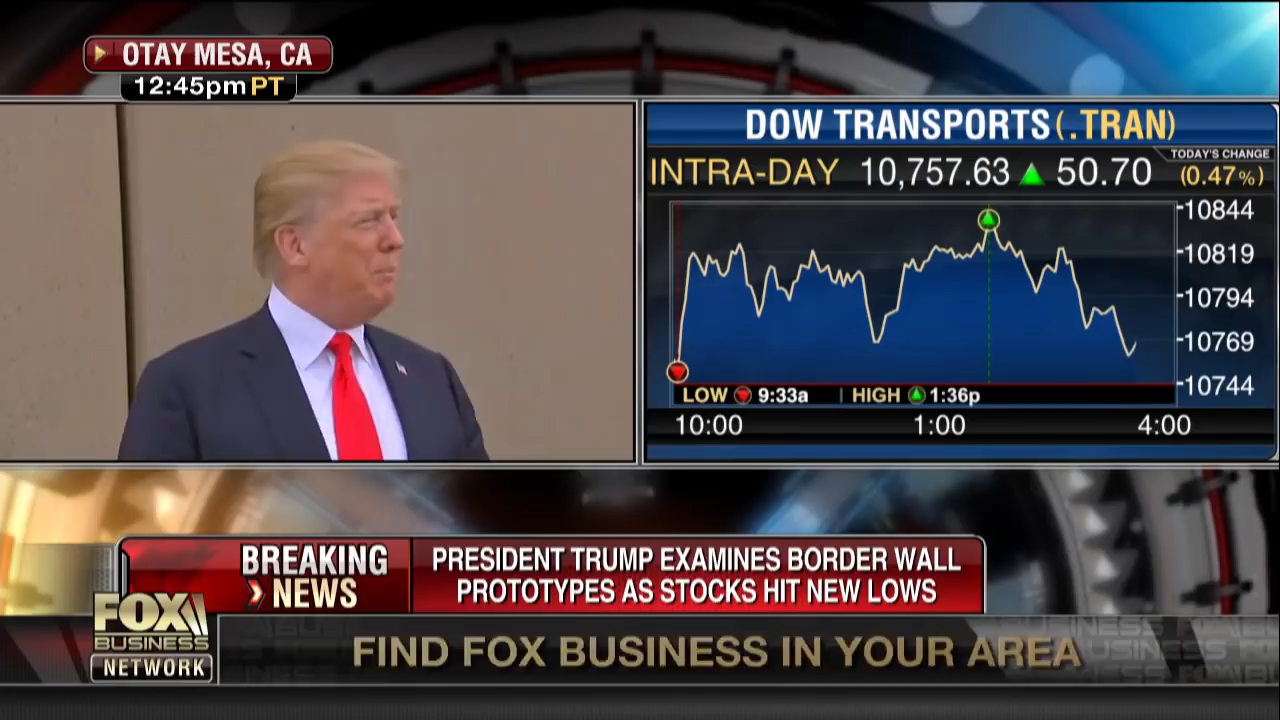 OTAY MESA, CA
12:45pm PT
DOW TRANSPORTS(.TRAN)
TODAY'S CHANGE
INTRA-DAY 10,757.63 50.70 (0.47%)
10844
10819
10794
10769
10744
LOW 9:33a | HIGH 1:36p
10:00 1:00 4:00
BREAKING
NEWS
PRESIDENT TRUMP EXAMINES BORDER WALL
PROTOTYPES AS STOCKS HIT NEW LOWS
FOX
BUSINESS
NETWORK
FIND FOX BUSINESS IN YOUR AREA